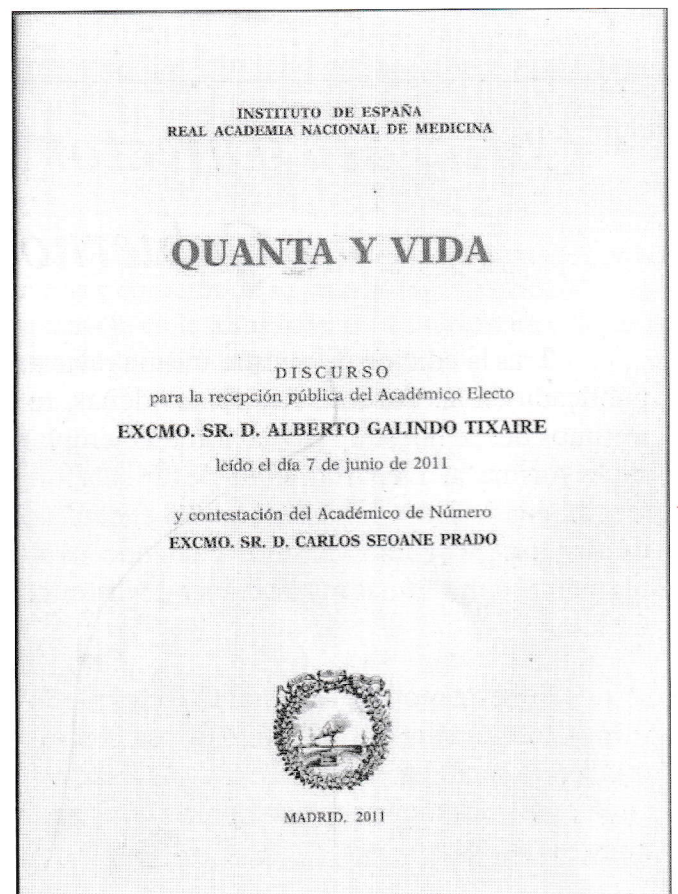 INSTITUTO DE ESPAÑA
REAL ACADEMIA NACIONAL DE MEDICINA
QUANTA Y VIDA
DISCURSO
para la recepción pública del Académico Electo
EXCMO. SR. D. ALBERTO GALINDO TIXAIRE
leído el día 7 de junio de 2011
y contestación del Académico de Número
EXCMO. SR. D. CARLOS SEOANE PRADO
MADRID, 2011